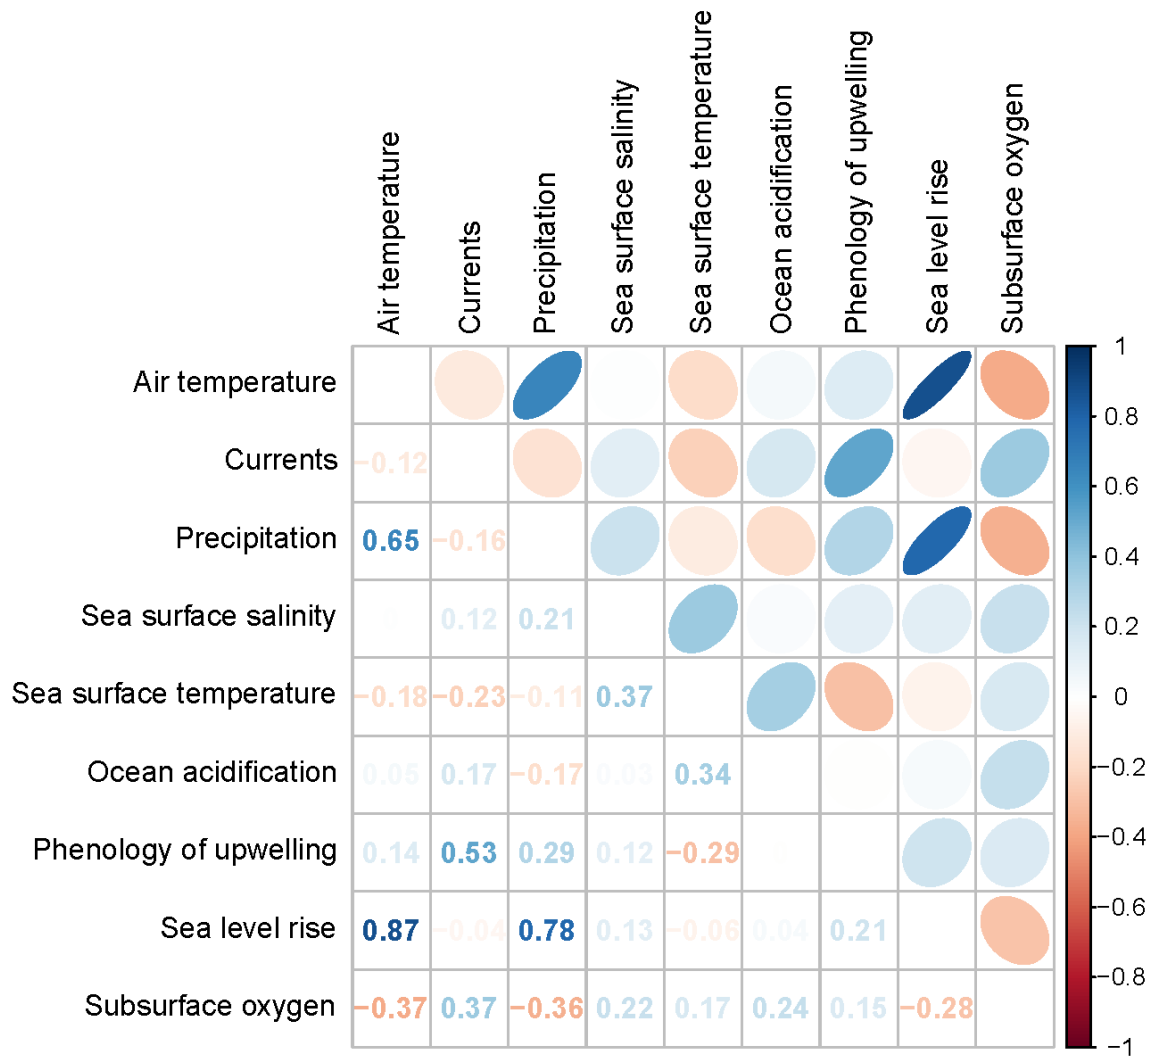 Air temperature
Currents
Precipitation
Sea surface salinity
Sea surface temperature
Ocean acidification
Phenology of upwelling
Sea level rise
Subsurface oxygen
Air temperature
Currents −0.12
Precipitation 0.65 −0.16
Sea surface salinity 0 0.12 0.21
Sea surface temperature −0.18 −0.23 −0.11 0.37
Ocean acidification 0.05 0.17 −0.17 0.03 0.34
Phenology of upwelling 0.14 0.53 0.29 0.12 −0.29 0
Sea level rise 0.87 −0.04 0.78 0.13 −0.06 0.04 0.21
Subsurface oxygen −0.37 0.37 −0.36 0.22 0.17 0.24 0.15 −0.28
1
0.8
0.6
0.4
0.2
0
−0.2
−0.4
−0.6
−0.8
−1